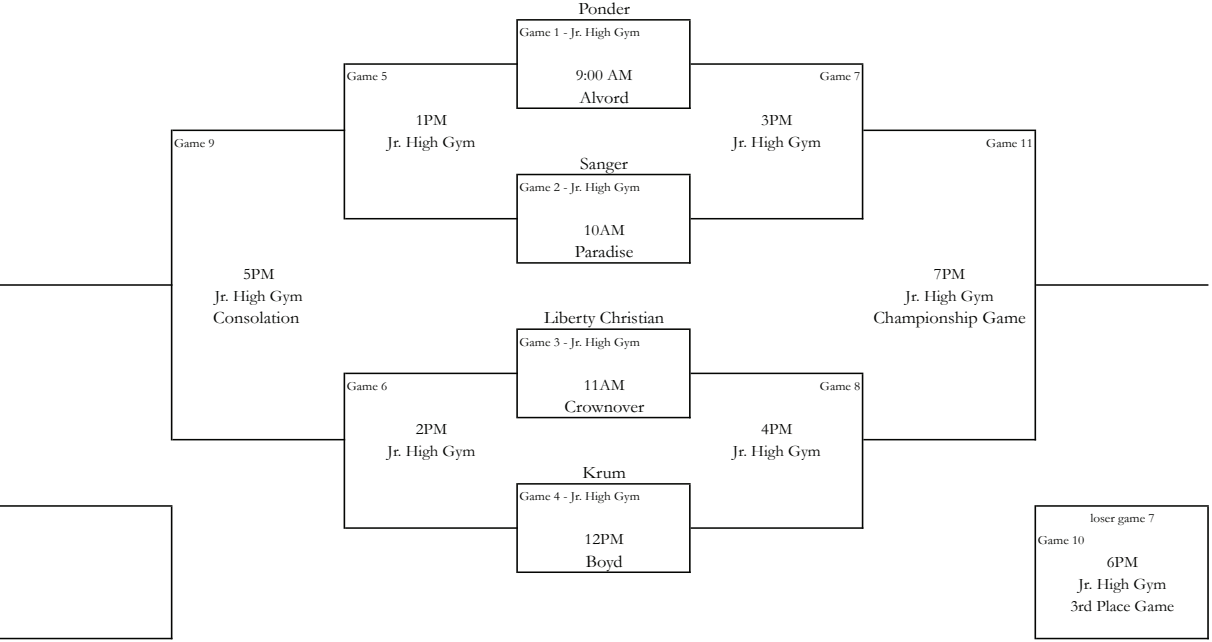 Ponder
Game 1 - Jr. High Gym
9:00 AM
Alvord
Game 5
1PM
Jr. High Gym
Game 7
3PM
Jr. High Gym
Game 9
Game 11
Sanger
Game 2 - Jr. High Gym
10AM
Paradise
5PM
Jr. High Gym
Consolation
7PM
Jr. High Gym
Championship Game
Liberty Christian
Game 3 - Jr. High Gym
11AM
Crownover
Game 6
2PM
Jr. High Gym
Game 8
4PM
Jr. High Gym
Krum
Game 4 - Jr. High Gym
12PM
Boyd
loser game 7
Game 10
6PM
Jr. High Gym
3rd Place Game